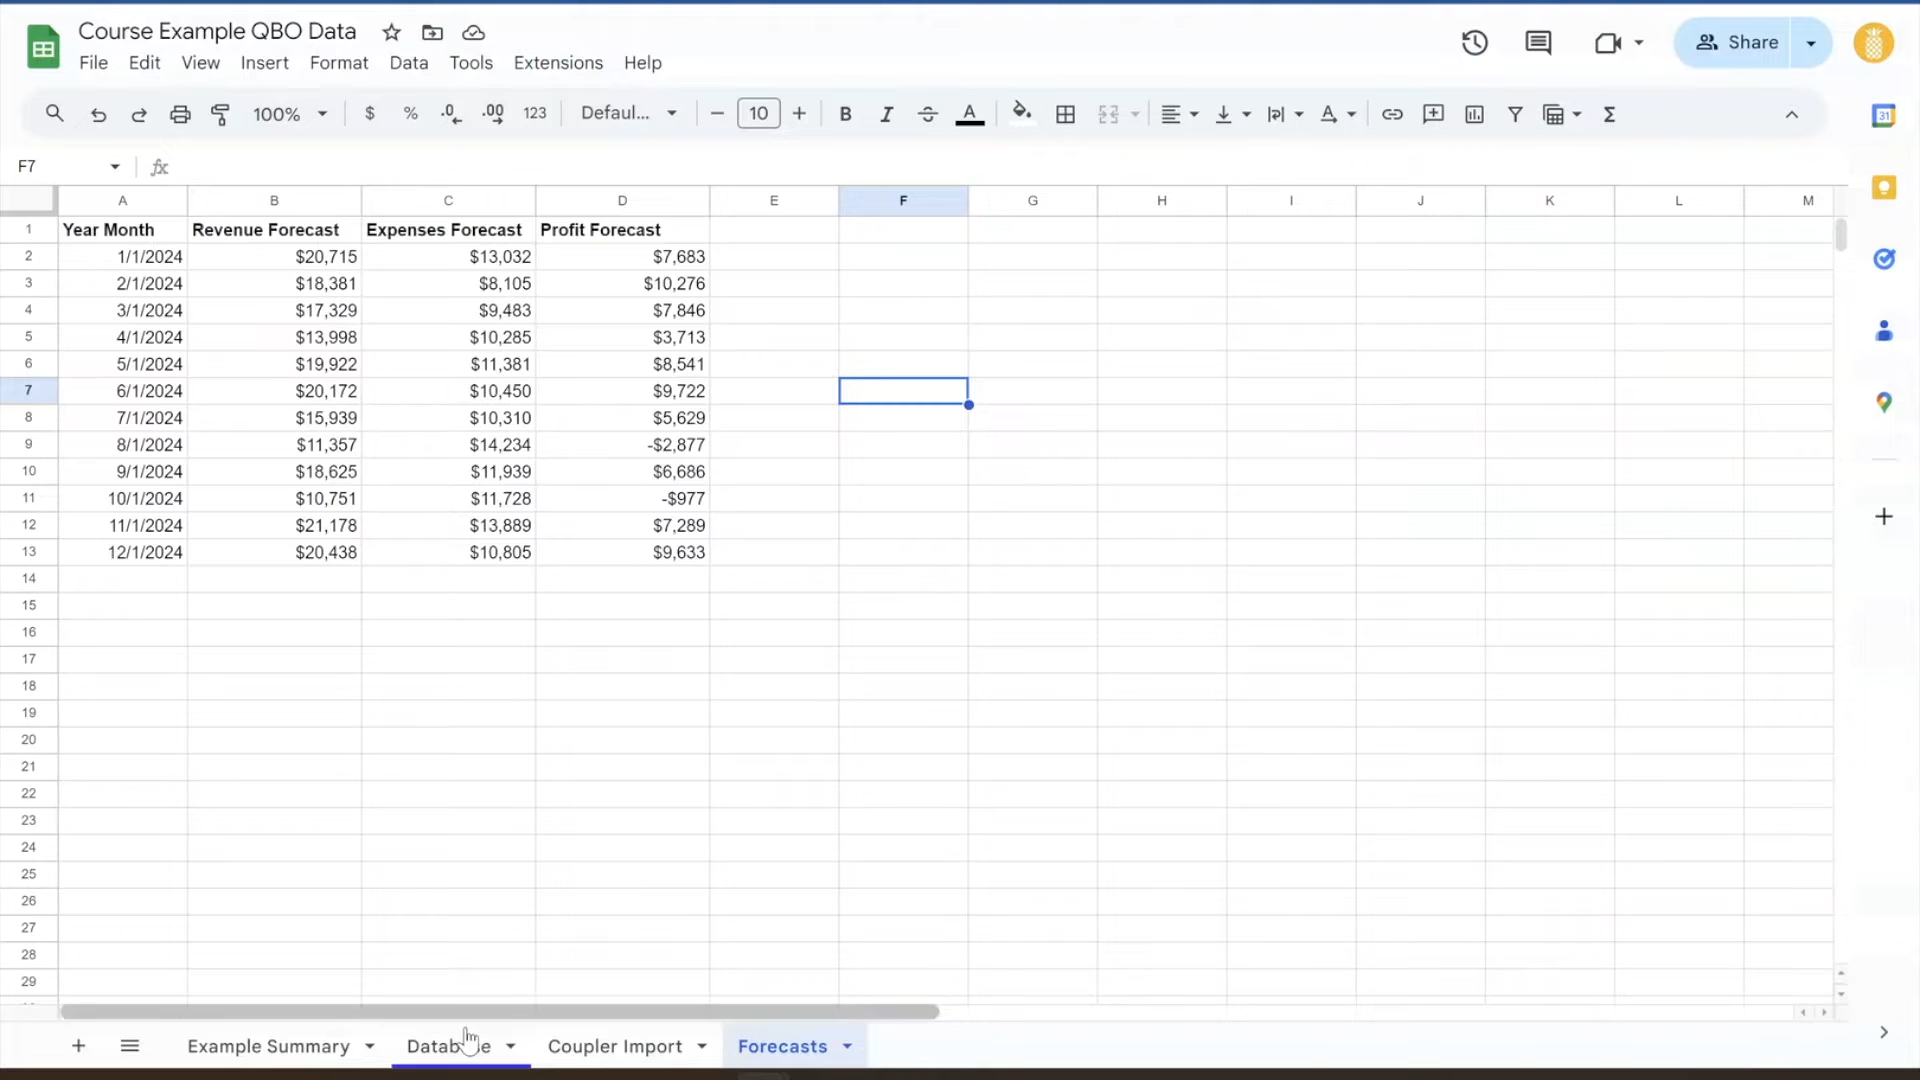 Course Example QBO Data
File Edit View Insert Format Data Tools Extensions Help
Share
100% $ % .0 .00 123 Defaul... 10 B I A
31
F7 fx
A B C D E F G H I J K L M
1 Year Month Revenue Forecast Expenses Forecast Profit Forecast
2 1/1/2024 $20,715 $13,032 $7,683
3 2/1/2024 $18,381 $8,105 $10,276
4 3/1/2024 $17,329 $9,483 $7,846
5 4/1/2024 $13,998 $10,285 $3,713
6 5/1/2024 $19,922 $11,381 $8,541
7 6/1/2024 $20,172 $10,450 $9,722
8 7/1/2024 $15,939 $10,310 $5,629
9 8/1/2024 $11,357 $14,234 -$2,877
10 9/1/2024 $18,625 $11,939 $6,686
11 10/1/2024 $10,751 $11,728 -$977
12 11/1/2024 $21,178 $13,889 $7,289
13 12/1/2024 $20,438 $10,805 $9,633
14
15
16
17
18
19
20
21
22
23
24
25
26
27
28
29
Example Summary Coupler Import Forecasts